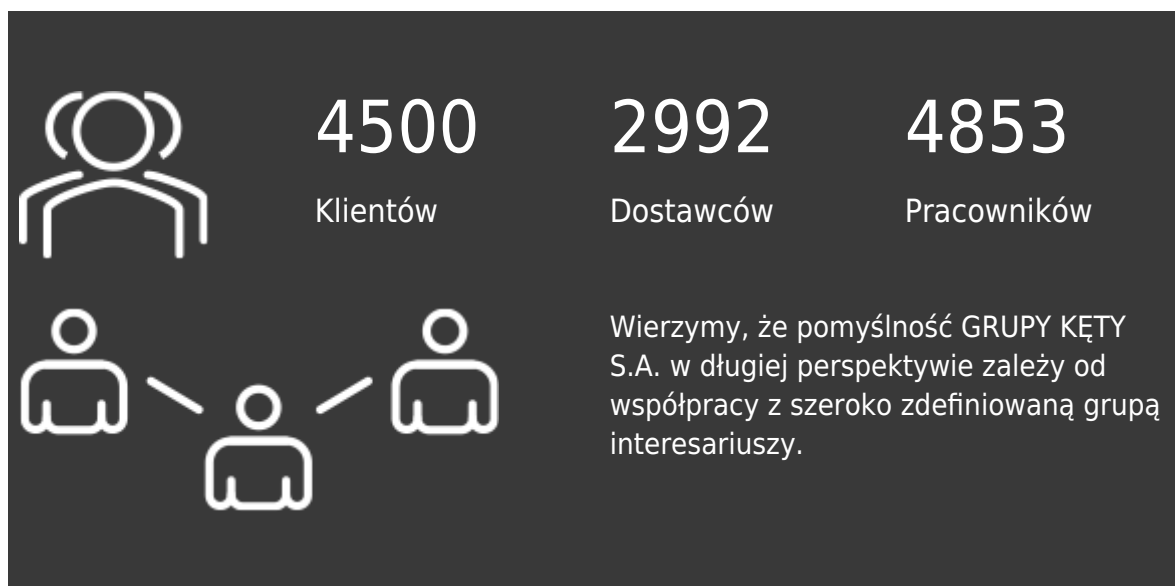 4500 2992 4853
Klientów Dostawców Pracowników
Wierzymy, że pomyślność GRUPY KĘTY
S.A. w długiej perspektywie zależy od
współpracy z szeroko zdefiniowaną grupą
interesariuszy.